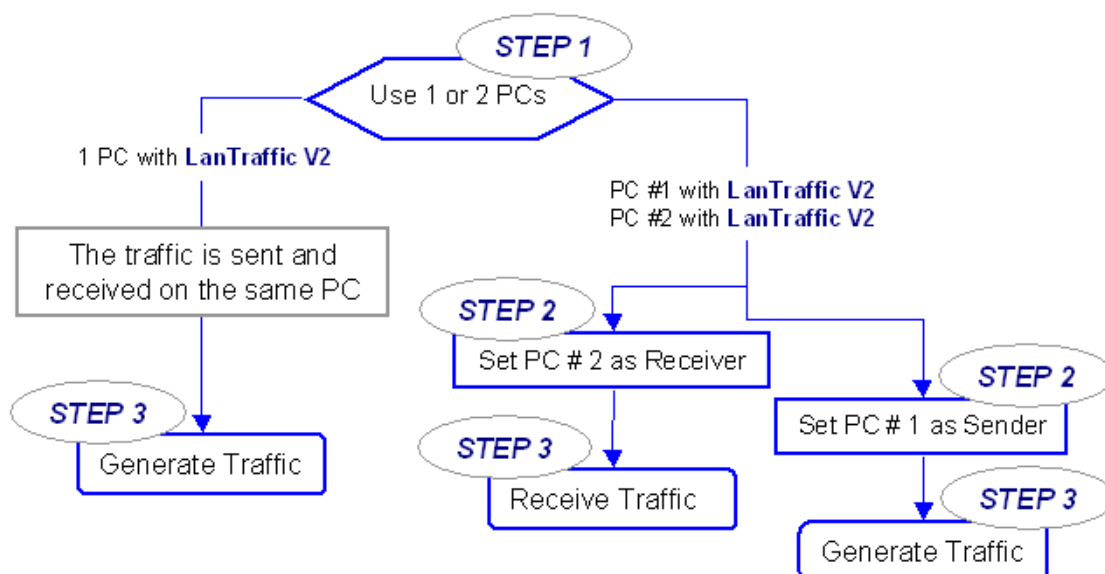 STEP 1
Use 1 or 2 PCs
1 PC with LanTraffic V2
PC #1 with LanTraffic V2
PC #2 with LanTraffic V2
The traffic is sent and
received on the same PC
STEP 2
Set PC # 2 as Receiver
STEP 2
Set PC # 1 as Sender
STEP 3
Generate Traffic
STEP 3
Receive Traffic
STEP 3
Generate Traffic